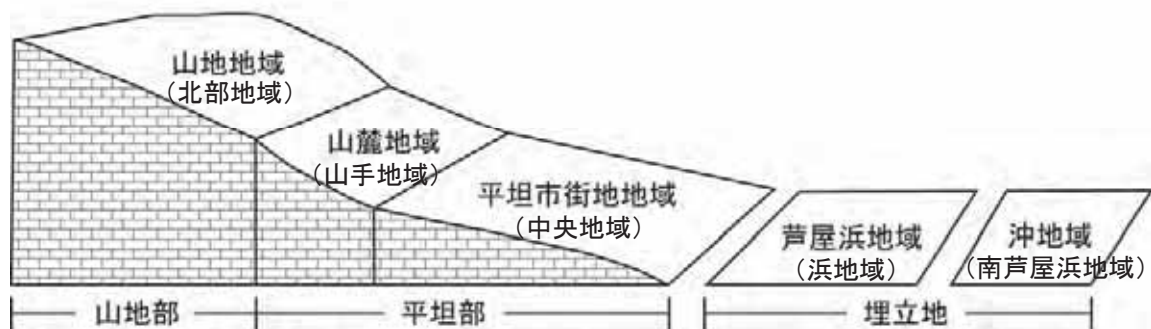 山地地域
（北部地域）
山麓地域
（山手地域）
平坦市街地地域
（中央地域）
芦屋浜地域
（浜地域）
沖地域
（南芦屋浜地域）
山地部
平坦部
埋立地